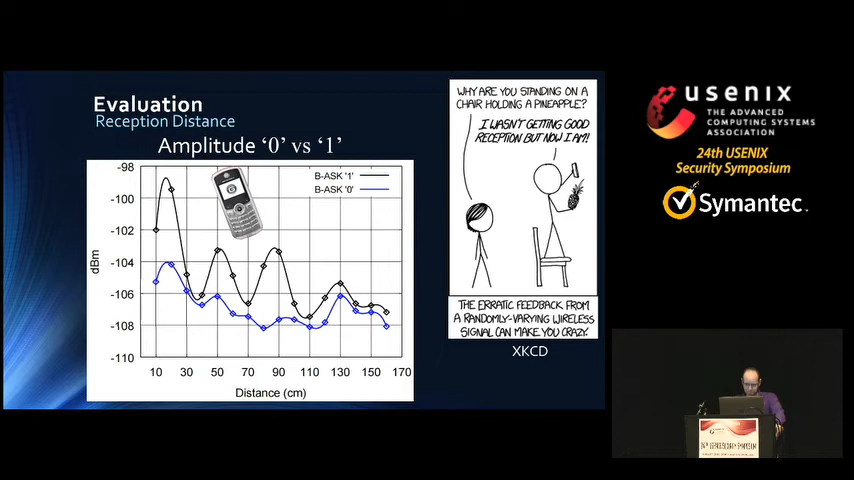 Evaluation
Reception Distance
Amplitude '0' vs '1'
B-ASK '1'
B-ASK '0'
-98
-100
-102
-104
-106
-108
-110
dBm
10 30 50 70 90 110 130 150 170
Distance (cm)
WHY ARE YOU STANDING ON A
CHAIR HOLDING A PINEAPPLE?
I WASN'T GETTING GOOD
RECEPTION BUT NOW I AM!
THE ERRATIC FEEDBACK FROM
A RANDOMLY-VARYING WIRELESS
SIGNAL CAN MAKE YOU CRAZY.
XKCD
usenix
THE ADVANCED
COMPUTING SYSTEMS
ASSOCIATION
24th USENIX
Security Symposium
Symantec.